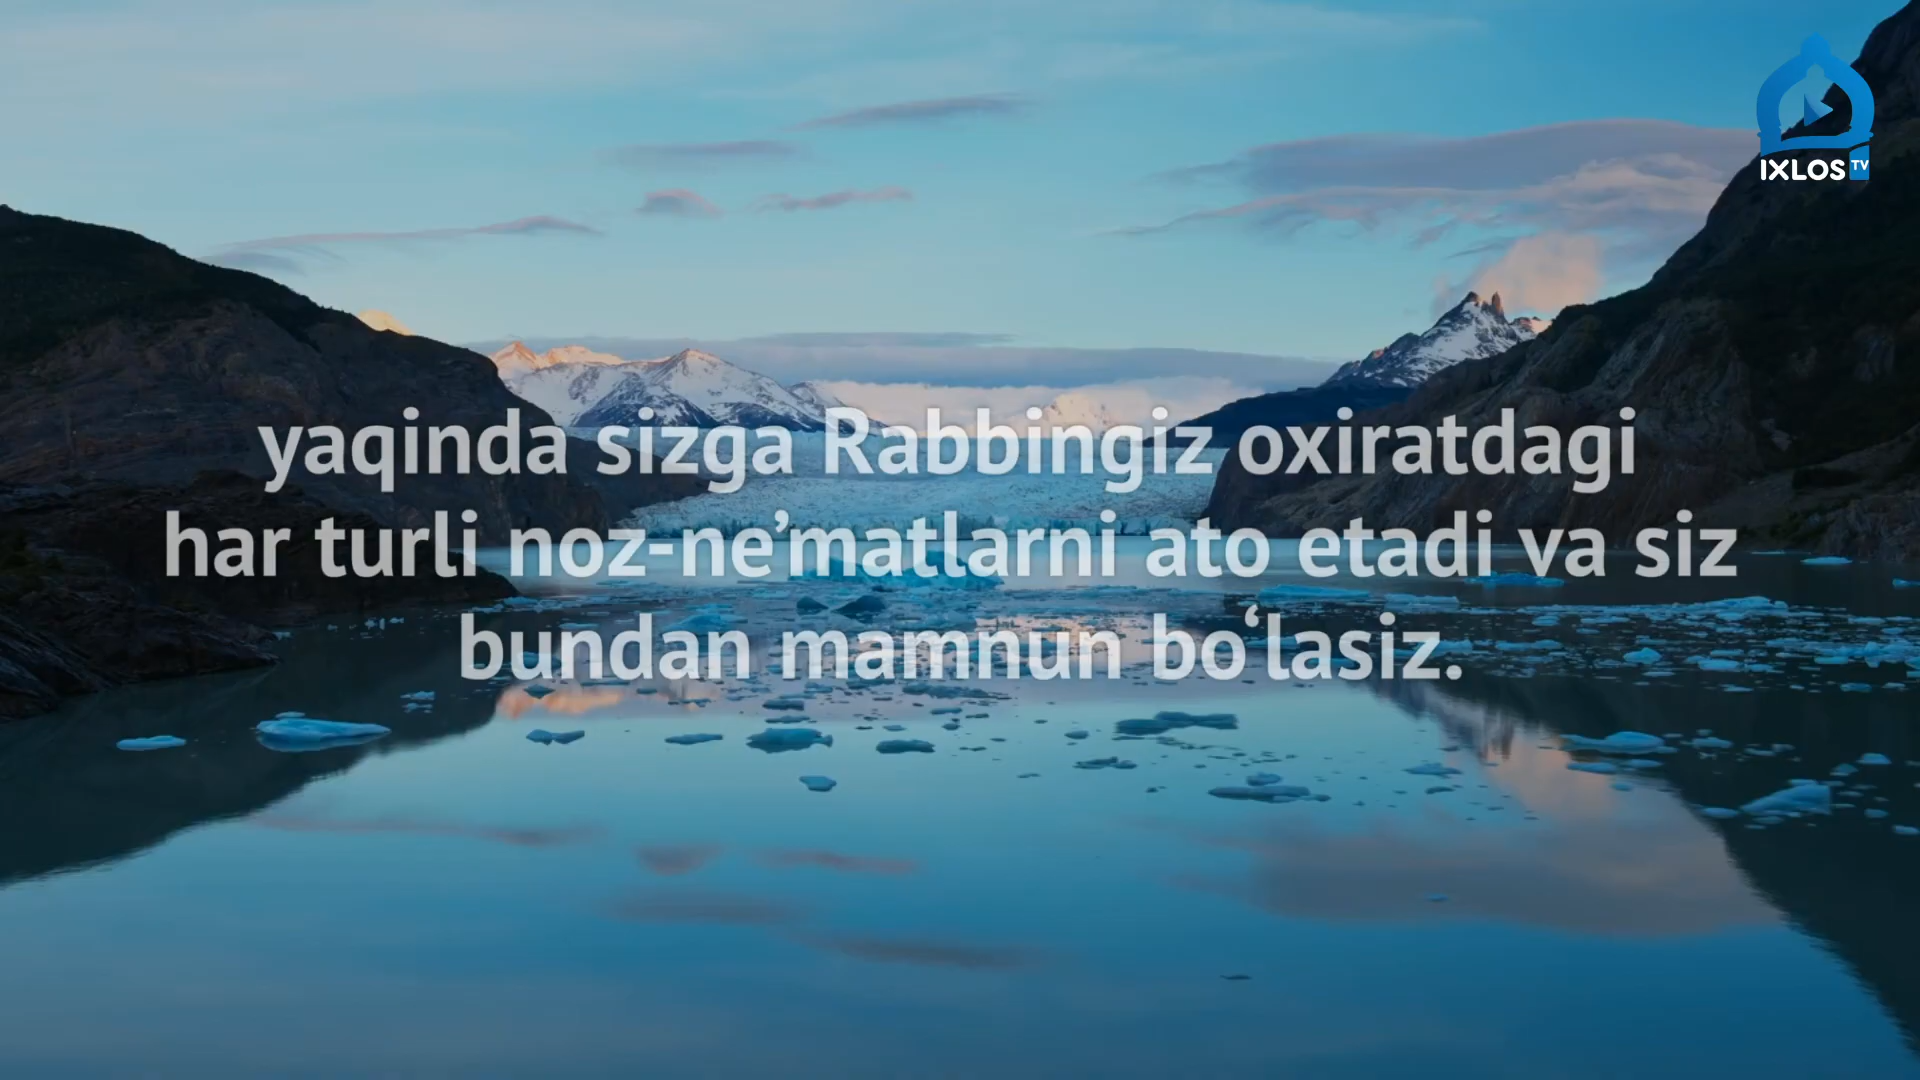 IXLOS TV
yaqinda sizga Rabbingiz oxiratdagi
har turli noz-ne’matlarni ato etadi va siz
bundan mamnun bo‘lasiz.